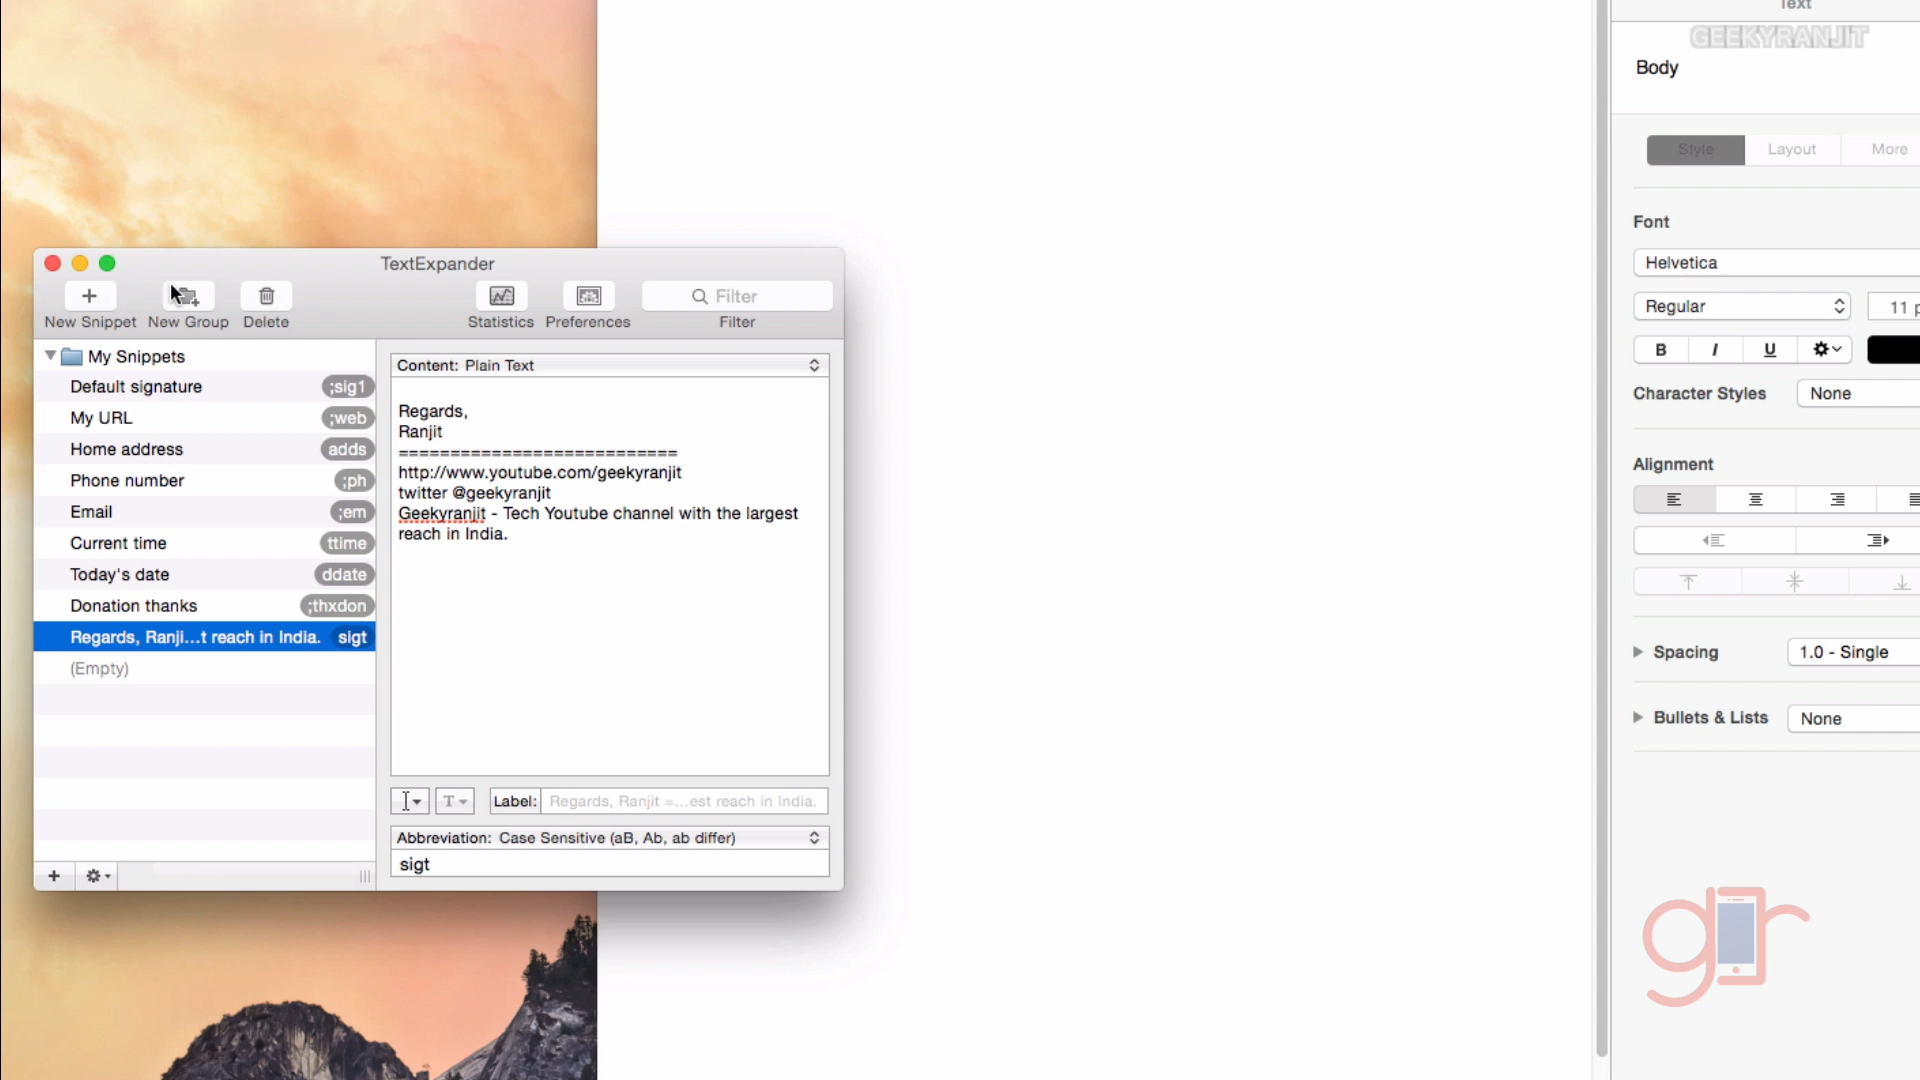 Text
GEEKYRANJIT
Body
Style
Layout
More
Font
Helvetica
Regular
11 p
B
I
U
Character Styles
None
Alignment
Spacing
1.0 - Single
Bullets & Lists
None
TextExpander
New Snippet
New Group
Delete
Statistics
Preferences
Filter
Filter
My Snippets
Default signature ;sig1
My URL ;web
Home address adds
Phone number ;ph
Email ;em
Current time ttime
Today's date ddate
Donation thanks ;thxdon
Regards, Ranji...t reach in India. sigt
(Empty)
Content: Plain Text
Regards,
Ranjit
===========================
http://www.youtube.com/geekyranjit
twitter @geekyranjit
Geekyranjit - Tech Youtube channel with the largest
reach in India.
T
Label: Regards, Ranjit =...est reach in India.
Abbreviation: Case Sensitive (aB, Ab, ab differ)
sigt
gr